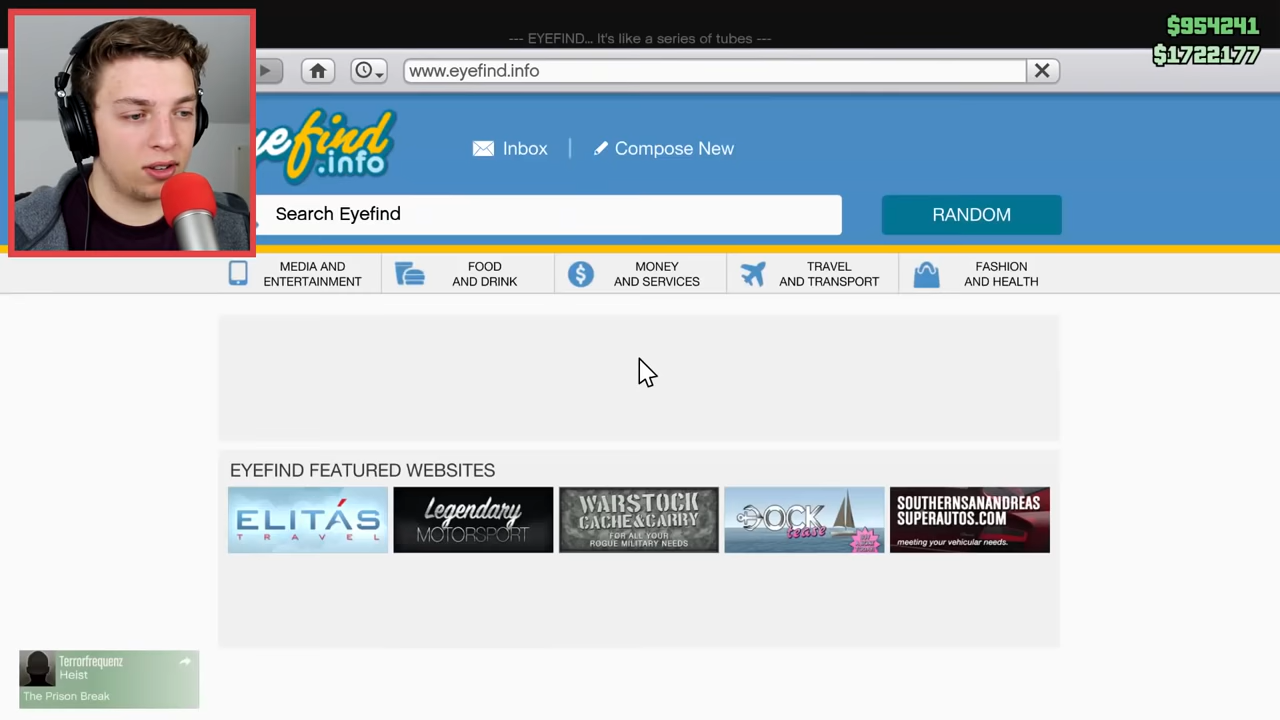 $954241
$1722177
--- EYEFIND... It's like a series of tubes ---
www.eyefind.info
yefind
.info
Inbox
Compose New
Search Eyefind
RANDOM
MEDIA AND
ENTERTAINMENT
FOOD
AND DRINK
MONEY
AND SERVICES
TRAVEL
AND TRANSPORT
FASHION
AND HEALTH
EYEFIND FEATURED WEBSITES
ELITÁS
TRAVEL
Legendary
MOTORSPORT
WARSTOCK
CACHE&CARRY
FOR ALL YOUR
ROGUE MILITARY NEEDS
DOCK
tease
SOUTHERNSANANDREAS
SUPERAUTOS.COM
meeting your vehicular needs.
Terrorfrequenz
Heist
The Prison Break